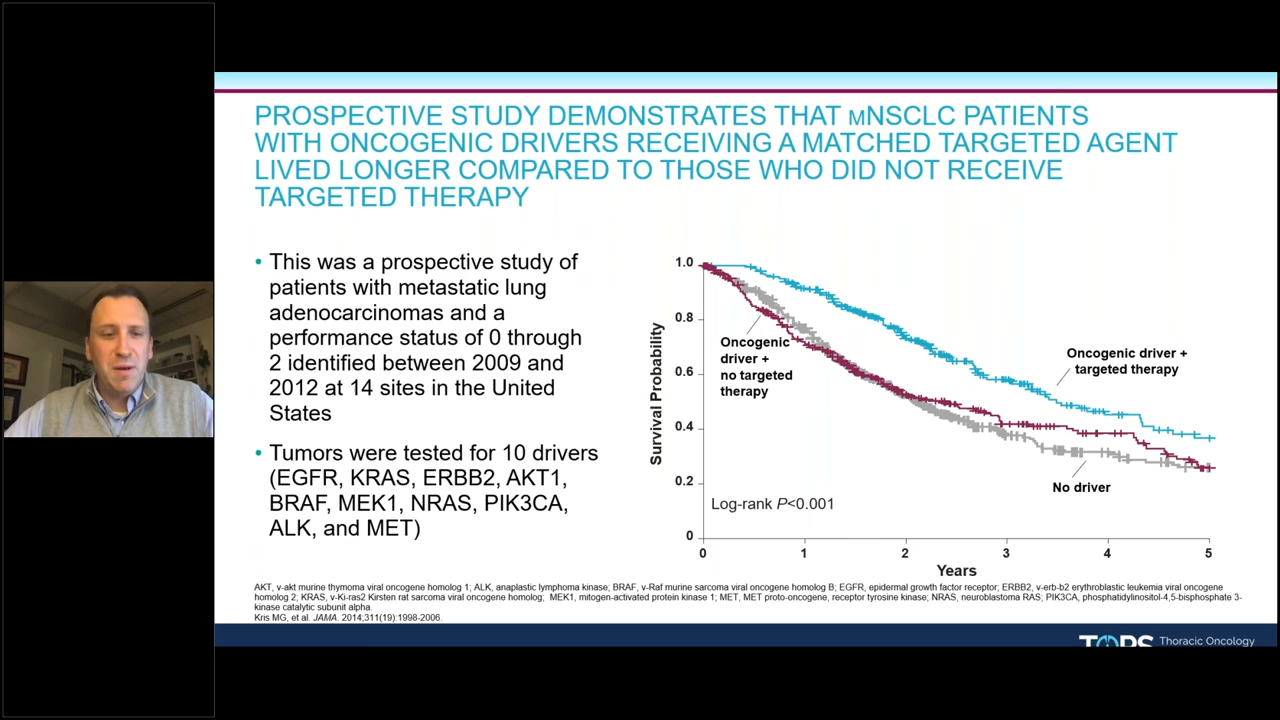 PROSPECTIVE STUDY DEMONSTRATES THAT MNSCLC PATIENTS
WITH ONCOGENIC DRIVERS RECEIVING A MATCHED TARGETED AGENT
LIVED LONGER COMPARED TO THOSE WHO DID NOT RECEIVE
TARGETED THERAPY
• This was a prospective study of
patients with metastatic lung
adenocarcinomas and a
performance status of 0 through
2 identified between 2009 and
2012 at 14 sites in the United
States
• Tumors were tested for 10 drivers
(EGFR, KRAS, ERBB2, AKT1,
BRAF, MEK1, NRAS, PIK3CA,
ALK, and MET)
Survival Probability
1.0
0.8
0.6
0.4
0.2
0
Oncogenic
driver +
no targeted
therapy
Oncogenic driver +
targeted therapy
No driver
Log-rank P<0.001
0 1 2 3 4 5
Years
AKT, v-akt murine thymoma viral oncogene homolog 1; ALK, anaplastic lymphoma kinase; BRAF, v-Raf murine sarcoma viral oncogene homolog B; EGFR, epidermal growth factor receptor; ERBB2, v-erb-b2 erythroblastic leukemia viral oncogene
homolog 2; KRAS, v-Ki-ras2 Kirsten rat sarcoma viral oncogene homolog; MEK1, mitogen-activated protein kinase 1; MET, MET proto-oncogene, receptor tyrosine kinase; NRAS, neuroblastoma RAS; PIK3CA, phosphatidylinositol-4,5-bisphosphate 3-
kinase catalytic subunit alpha.
Kris MG, et al. JAMA. 2014;311(19):1998-2006.
TOPS Thoracic Oncology